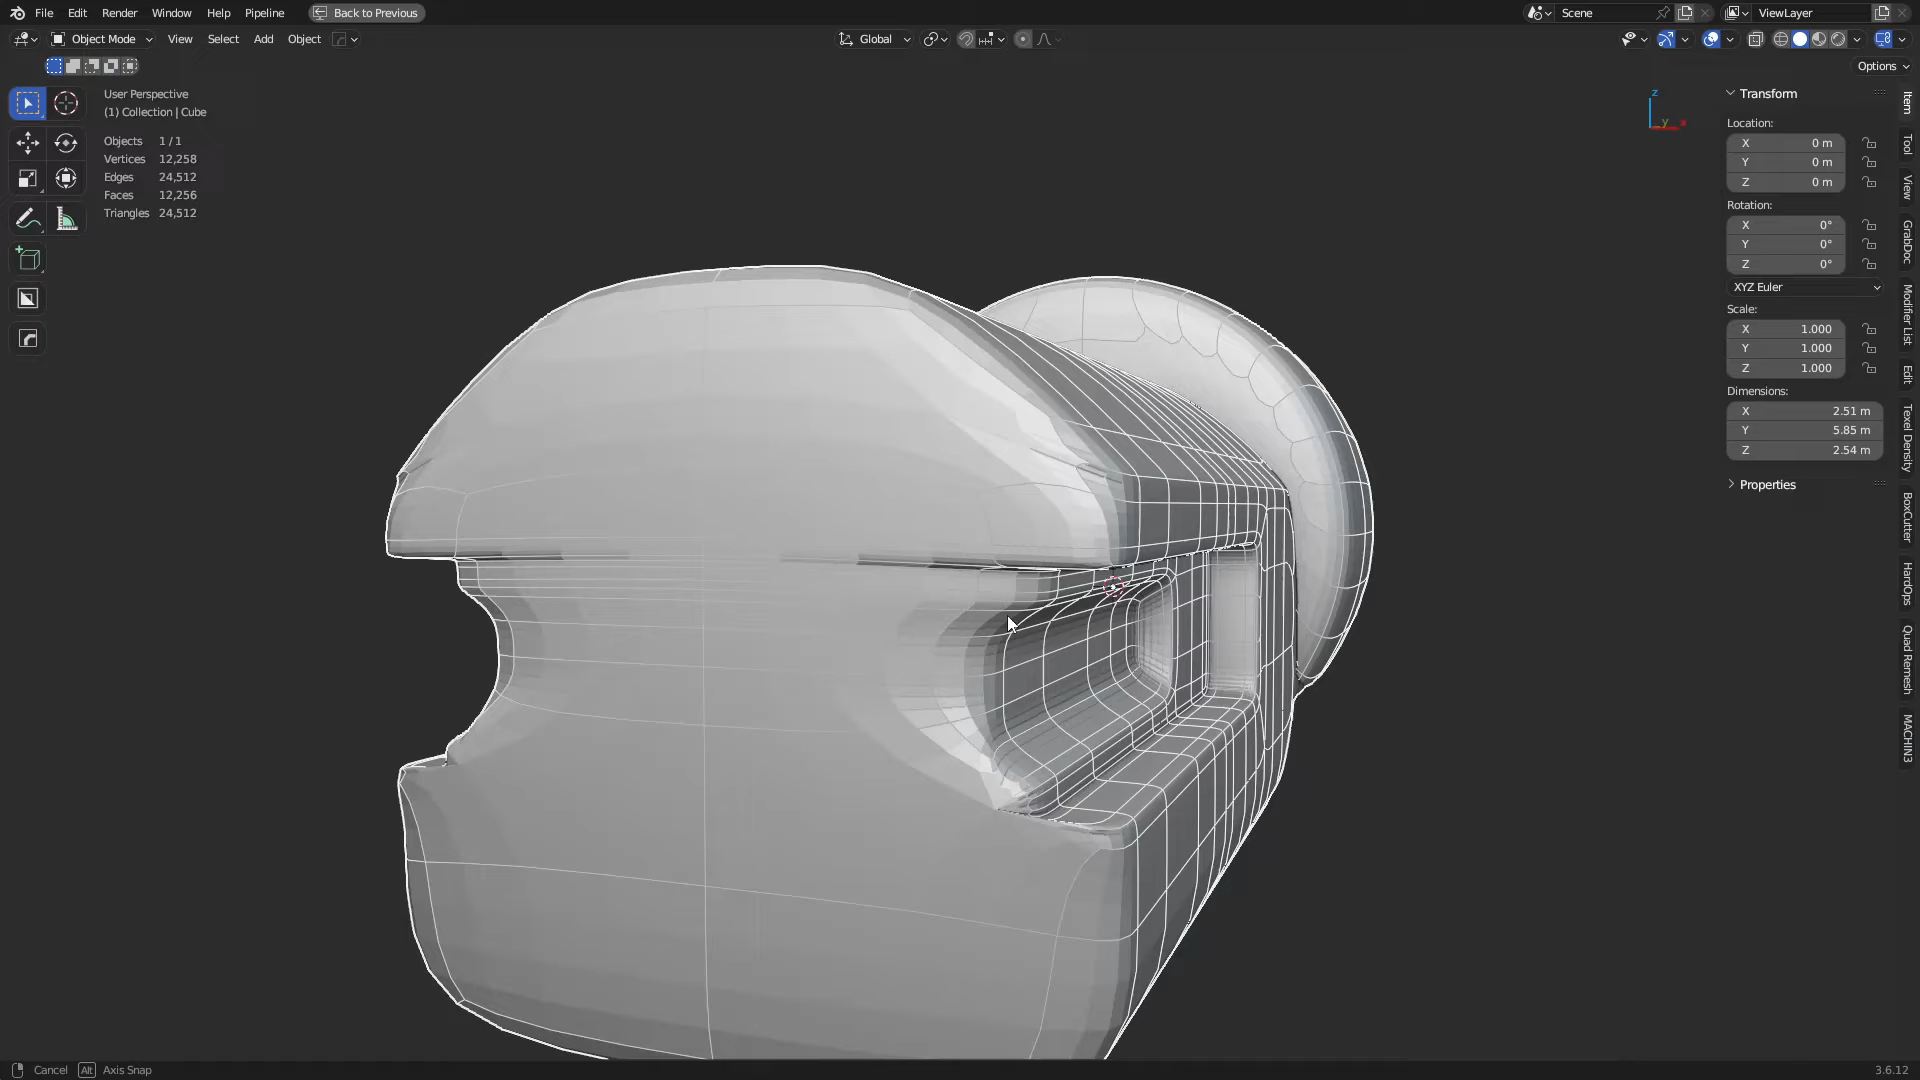 File Edit Render Window Help Pipeline Back to Previous Scene ViewLayer
Object Mode View Select Add Object Global
Options
User Perspective
(1) Collection | Cube
Objects 1 / 1
Vertices 12,258
Edges 24,512
Faces 12,256
Triangles 24,512
z
y
x
Transform
Location:
X 0 m
Y 0 m
Z 0 m
Rotation:
X 0°
Y 0°
Z 0°
XYZ Euler
Scale:
X 1.000
Y 1.000
Z 1.000
Dimensions:
X 2.51 m
Y 5.85 m
Z 2.54 m
Properties
Item
Tool
View
GrabDoc
Modifier List
Edit
Texel Density
BoxCutter
HardOps
Quad Remesh
MACHIN3
Cancel Alt Axis Snap 3.6.12